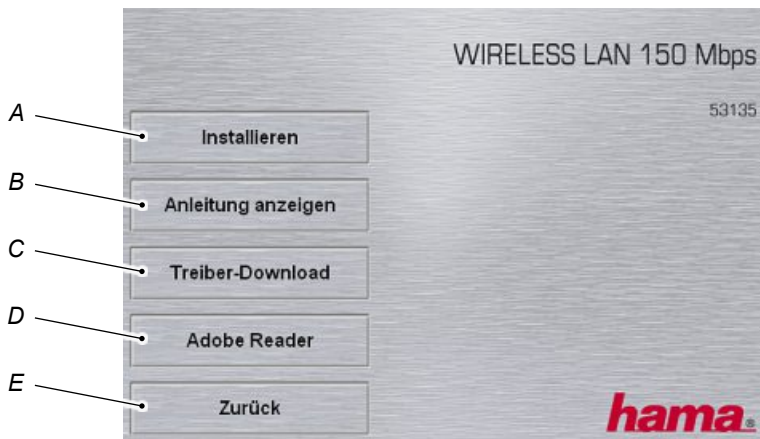 WIRELESS LAN 150 Mbps
53135
A
Installieren
B
Anleitung anzeigen
C
Treiber-Download
D
Adobe Reader
E
Zurück
hama.